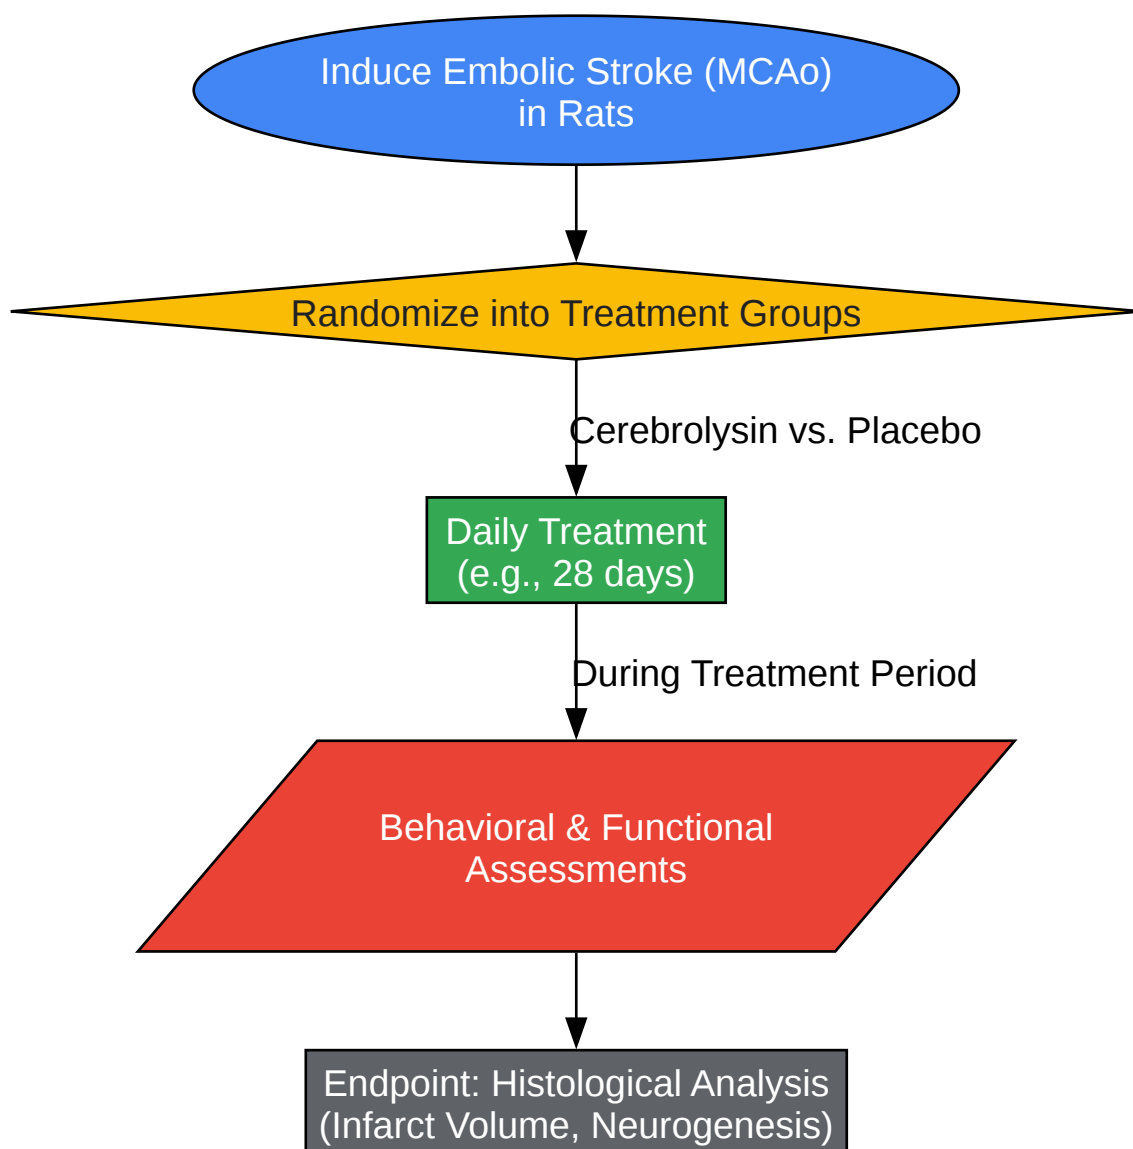 Induce Embolic Stroke (MCAo)
in Rats
Randomize into Treatment Groups
Cerebrolysin vs. Placebo
Daily Treatment
(e.g., 28 days)
During Treatment Period
Behavioral & Functional
Assessments
Endpoint: Histological Analysis
(Infarct Volume, Neurogenesis)